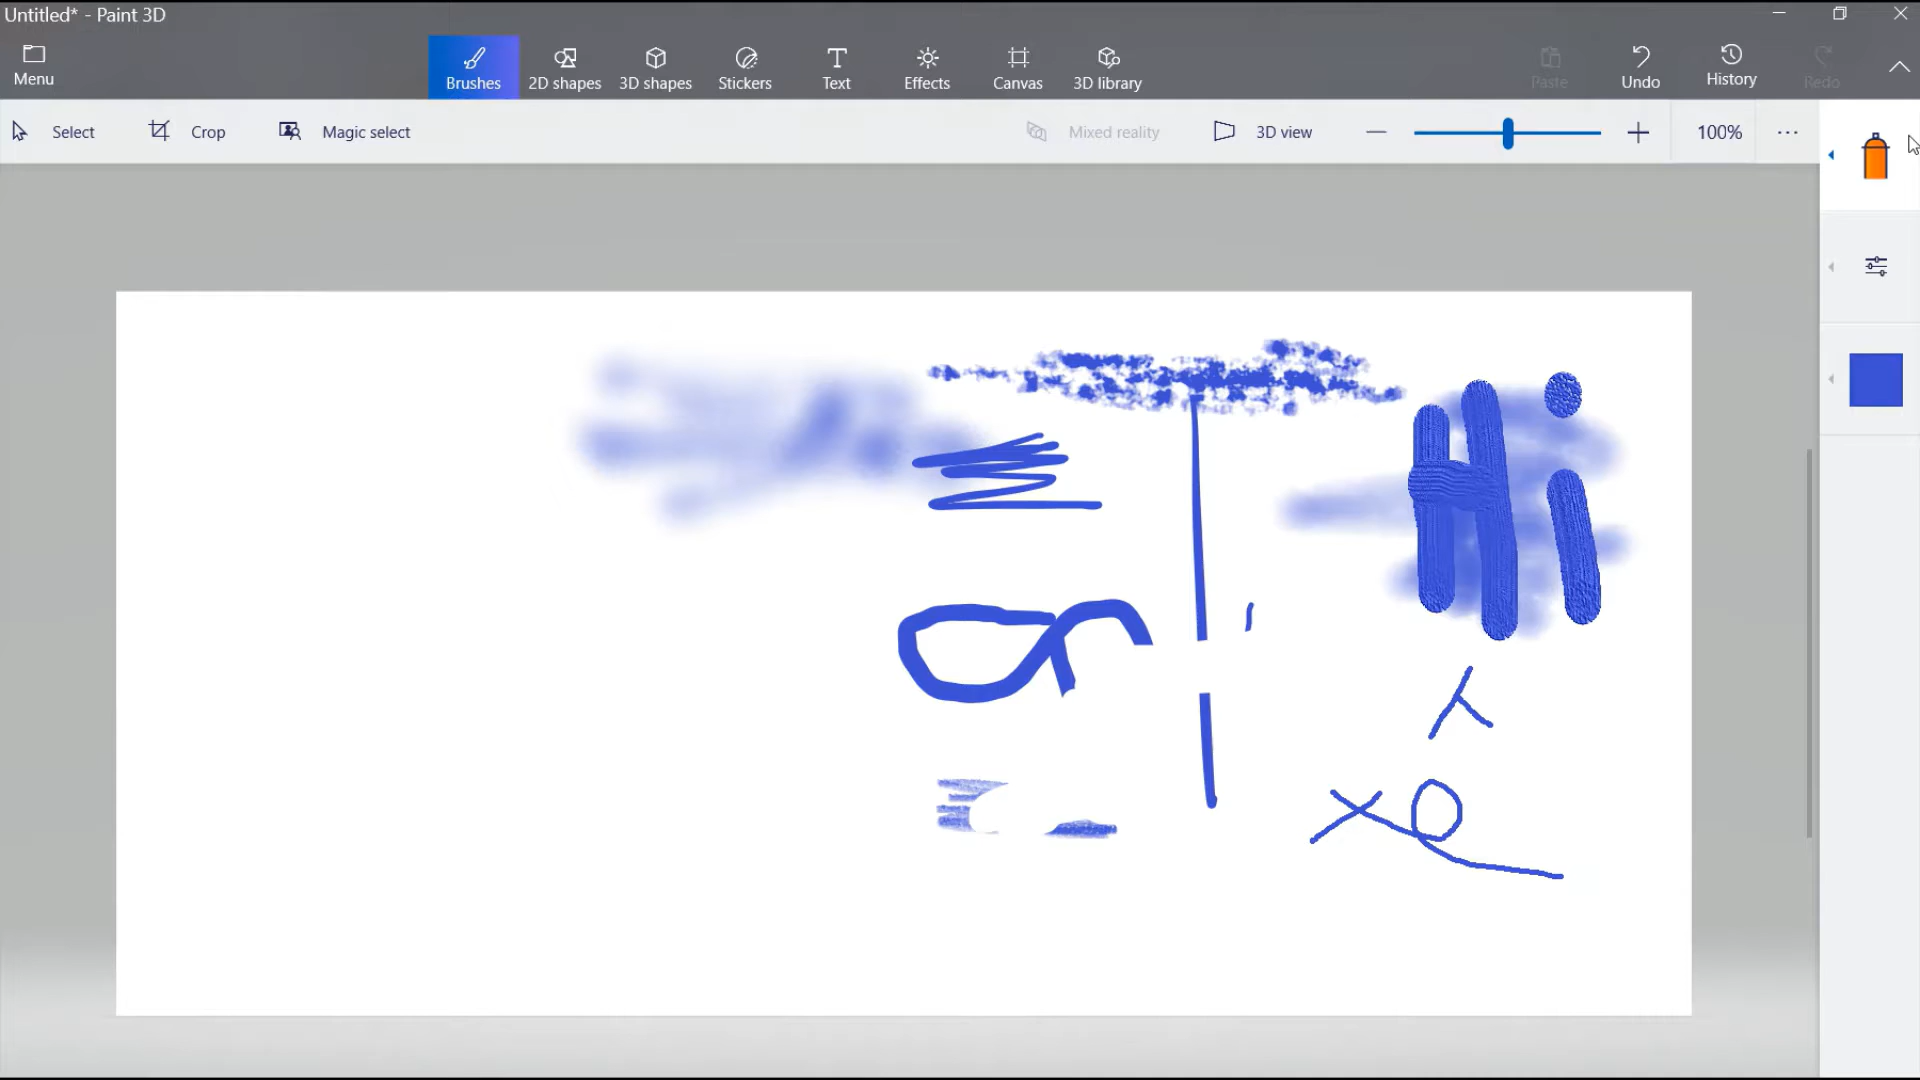 Untitled* - Paint 3D
Menu
Brushes
2D shapes
3D shapes
Stickers
Text
Effects
Canvas
3D library
Paste
Undo
History
Redo
Select
Crop
Magic select
Mixed reality
3D view
100%
Hi